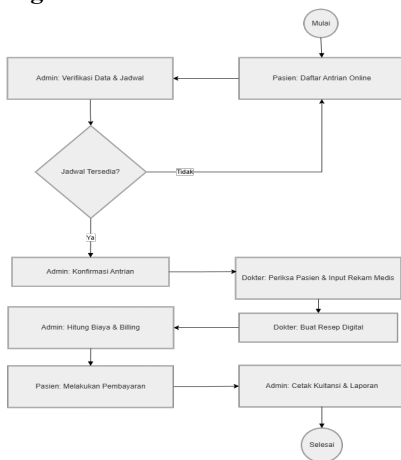 Mulai
Admin: Verifikasi Data & Jadwal
Pasien: Daftar Antrian Online
Jadwal Tersedia?
Tidak
Ya
Admin: Konfirmasi Antrian
Dokter: Periksa Pasien & Input Rekam Medis
Admin: Hitung Biaya & Billing
Dokter: Buat Resep Digital
Pasien: Melakukan Pembayaran
Admin: Cetak Kuitansi & Laporan
Selesai